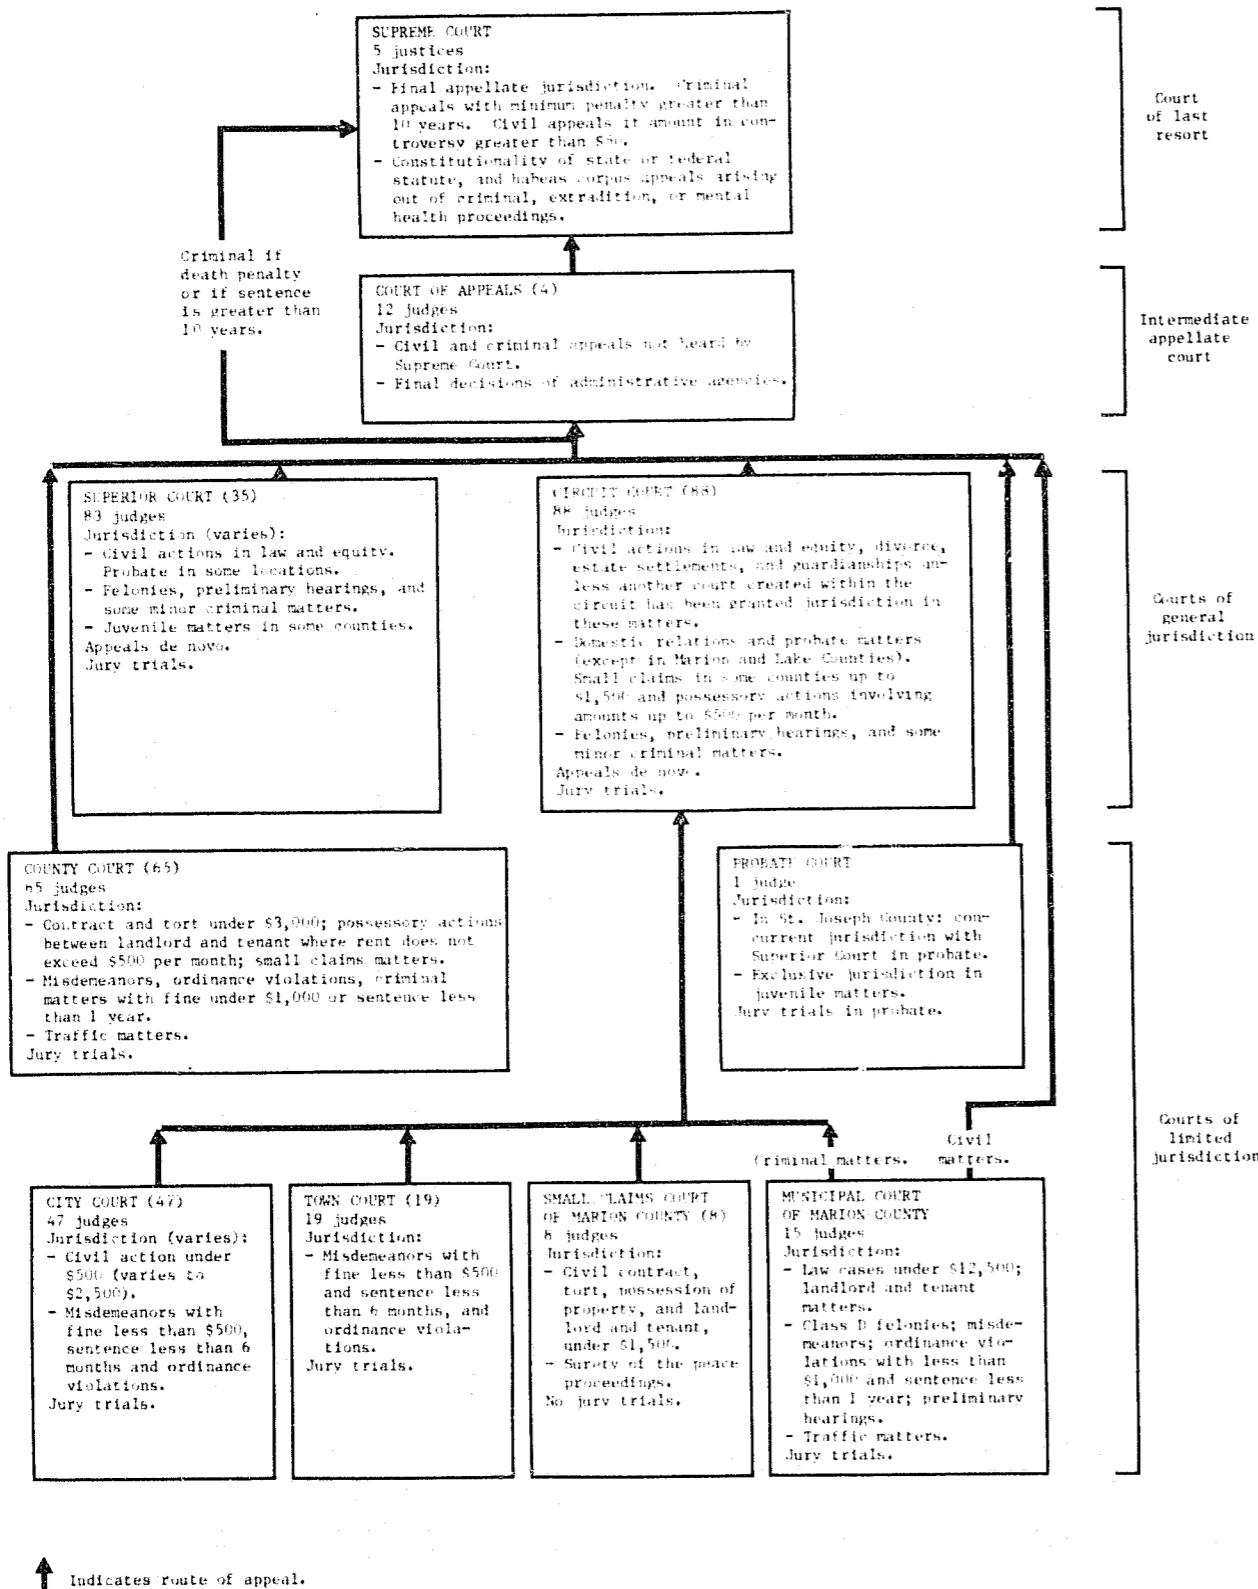 SUPREME COURT
5 justices
Jurisdiction:
- Final appellate jurisdiction. Criminal
appeals with minimum penalty greater than
10 years. Civil appeals if amount in con-
troversy greater than
- Constitutionality of state or federal
statute, and habeas corpus appeals arising
out of criminal, extradition, or mental
health proceedings.
Court
of last
resort
Criminal if
death penalty
or if sentence
is greater than
10 years.
COURT OF APPEALS (4)
12 judges
Jurisdiction:
- Civil and criminal appeals not heard by
Supreme Court.
- Final decisions of administrative agencies.
Intermediate
appellate
court
SUPERIOR COURT (35)
83 judges
Jurisdiction (varies):
- Civil actions in law and equity.
Probate in some locations.
- Felonies, preliminary hearings, and
some minor criminal matters.
- Juvenile matters in some counties.
Appeals de novo.
Jury trials.
CIRCUIT COURT (88)
88 judges
Jurisdiction:
- Civil actions in law and equity, divorce,
estate settlements, and guardianships un-
less another court created within the
circuit has been granted jurisdiction in
these matters.
- Domestic relations and probate matters
(except in Marion and Lake Counties).
Small claims in some counties up to
$1,500 and possessory actions involving
amounts up to $500 per month.
- Felonies, preliminary hearings, and some
minor criminal matters.
Appeals de novo.
Jury trials.
Courts of
general
jurisdiction
COUNTY COURT (65)
65 judges
Jurisdiction:
- Contract and tort under $3,000; possessory actions
between landlord and tenant where rent does not
exceed $500 per month; small claims matters.
- Misdemeanors, ordinance violations, criminal
matters with fine under $1,000 or sentence less
than 1 year.
- Traffic matters.
Jury trials.
PROBATE COURT
1 judge
Jurisdiction:
- In St. Joseph County: con-
current jurisdiction with
Superior Court in probate.
- Exclusive jurisdiction in
juvenile matters.
Jury trials in probate.
Courts of
limited
jurisdiction
Criminal matters.
Civil
matters.
CITY COURT (47)
47 judges
Jurisdiction (varies):
- Civil action under
$500 (varies to
$2,500).
- Misdemeanors with
fine less than $500,
sentence less than 6
months and ordinance
violations.
Jury trials.
TOWN COURT (19)
19 judges
Jurisdiction:
- Misdemeanors with
fine less than $500
and sentence less
than 6 months, and
ordinance viola-
tions.
Jury trials.
SMALL CLAIMS COURT
OF MARION COUNTY (8)
8 judges
Jurisdiction:
- Civil contract,
tort, possession of
property, and land-
lord and tenant,
under $1,500.
- Surety of the peace
proceedings.
No jury trials.
MUNICIPAL COURT
OF MARION COUNTY
15 judges
Jurisdiction:
- Law cases under $12,500;
landlord and tenant
matters.
- Class D felonies; misde-
meanors; ordinance vio-
lations with less than
$1,000 and sentence less
than 1 year; preliminary
hearings.
- Traffic matters.
Jury trials.
Indicates route of appeal.